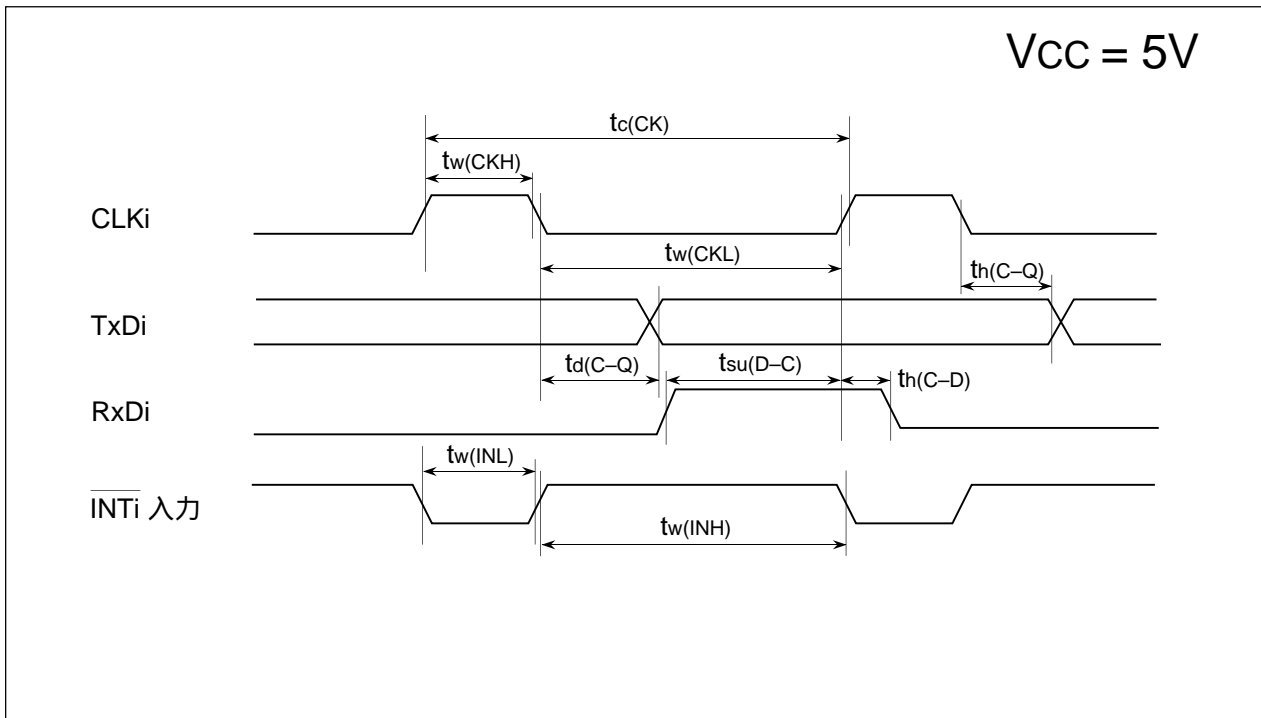 VCC = 5V
tc(CK)
tw(CKH)
CLKi
tw(CKL)
th(C–Q)
TxDi
td(C–Q)
tsu(D–C)
th(C–D)
RxDi
tw(INL)
INTi 入力
tw(INH)